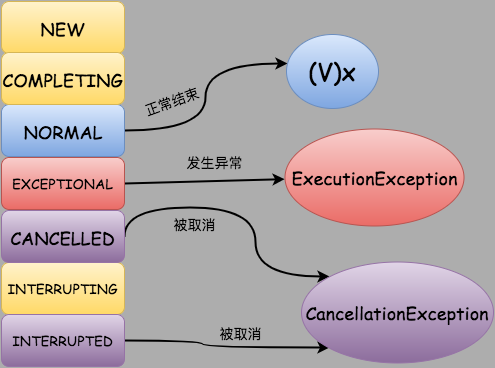 NEW
COMPLETING
NORMAL
EXCEPTIONAL
CANCELLED
INTERRUPTING
INTERRUPTED
正常结束
(V)x
发生异常
ExecutionException
被取消
被取消
CancellationException